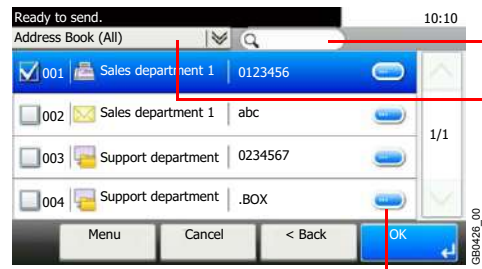 Ready to send. 10:10
Address Book (All)
001 Sales department 1 0123456
002 Sales department 1 abc
1/1
003 Support department 0234567
004 Support department .BOX
Menu Cancel < Back OK
GB0426_00